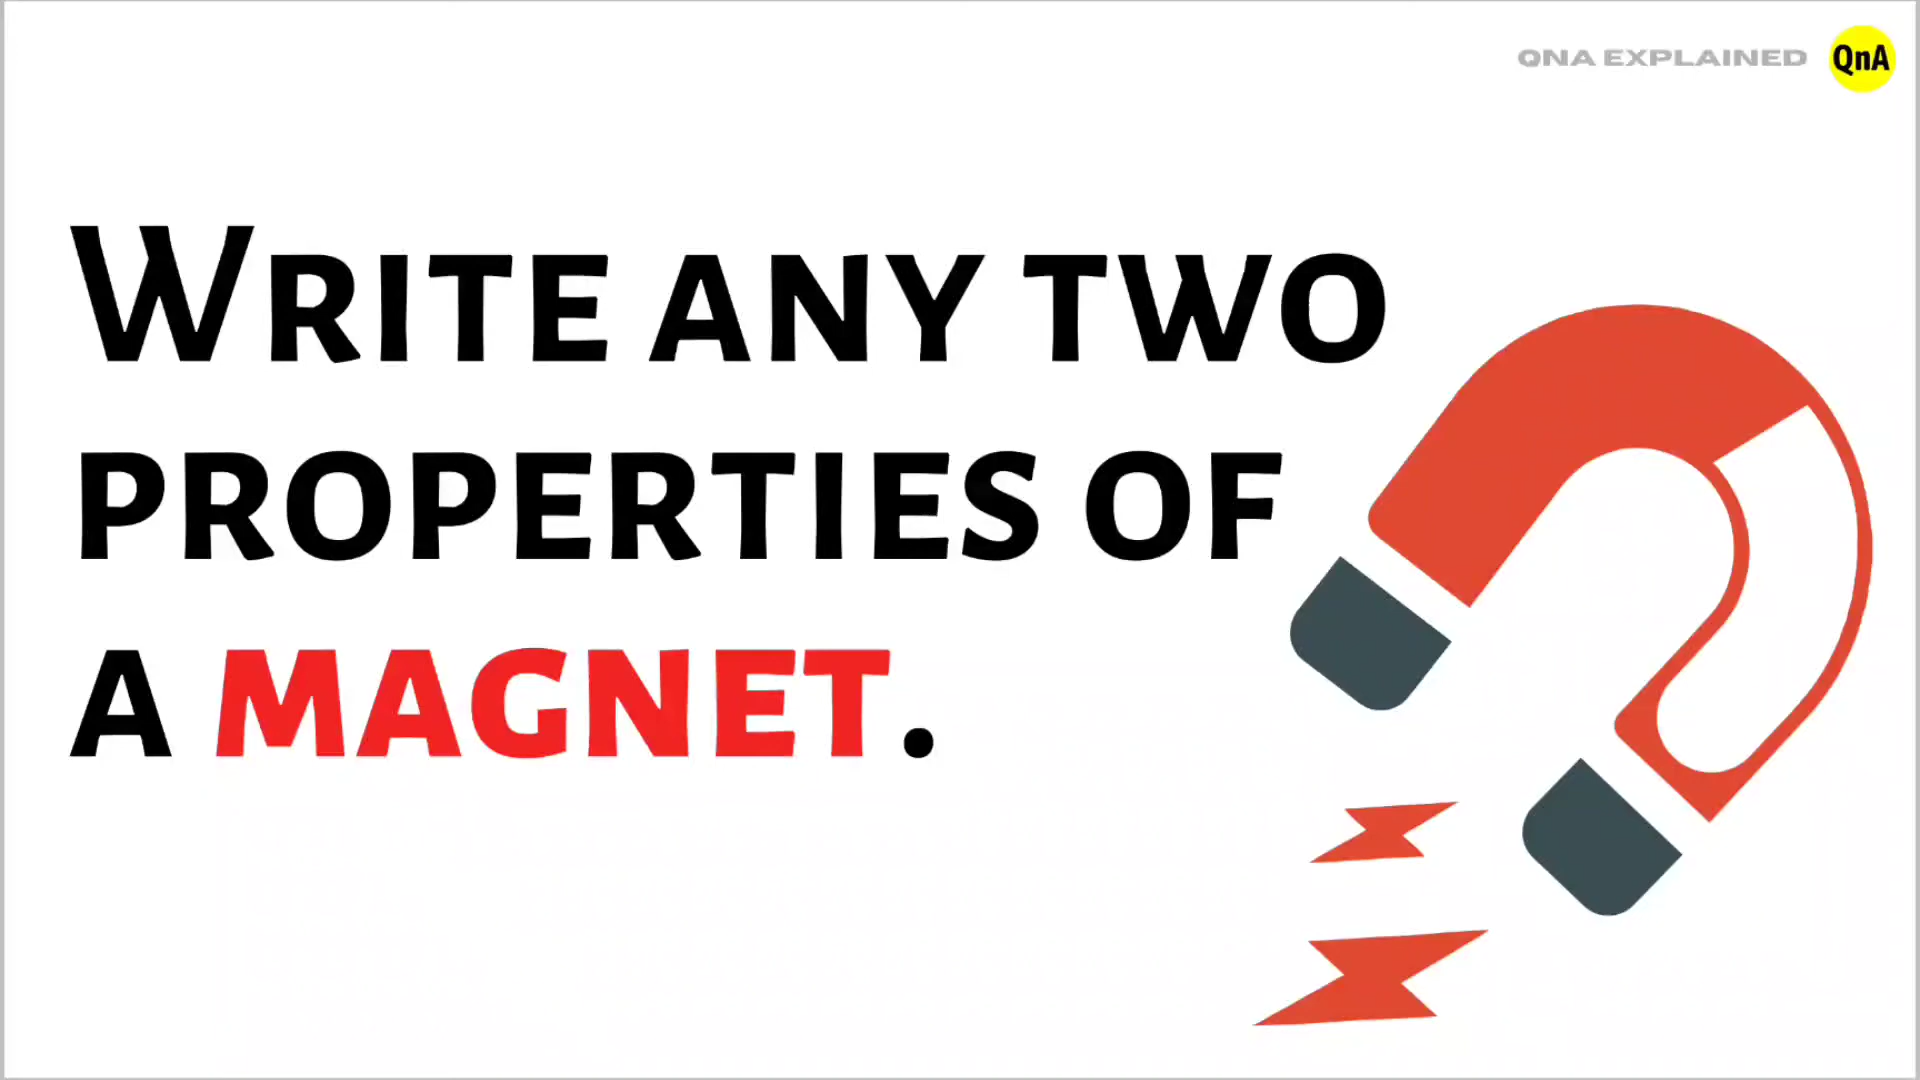 QNA EXPLAINED QnA
Write any two
properties of
a magnet.